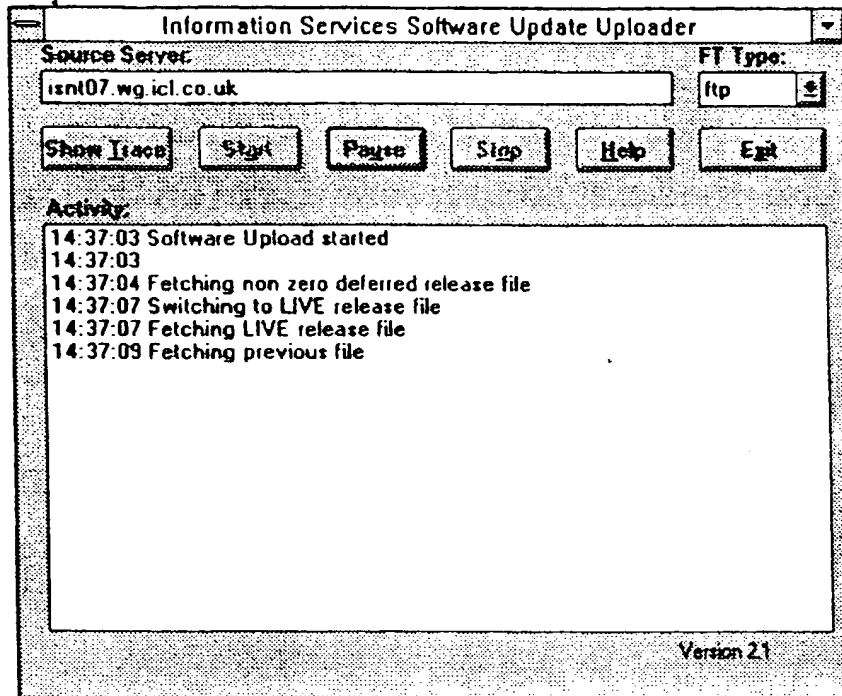 Information Services Software Update Uploader
Source Server:
FT Type:
isnt07.wg.icl.co.uk
ftp
Show Trace
Start
Pause
Stop
Help
Exit
Activity:
14:37:03 Software Upload started
14:37:03
14:37:04 Fetching non zero deferred release file
14:37:07 Switching to LIVE release file
14:37:07 Fetching LIVE release file
14:37:09 Fetching previous file
Version 2.1